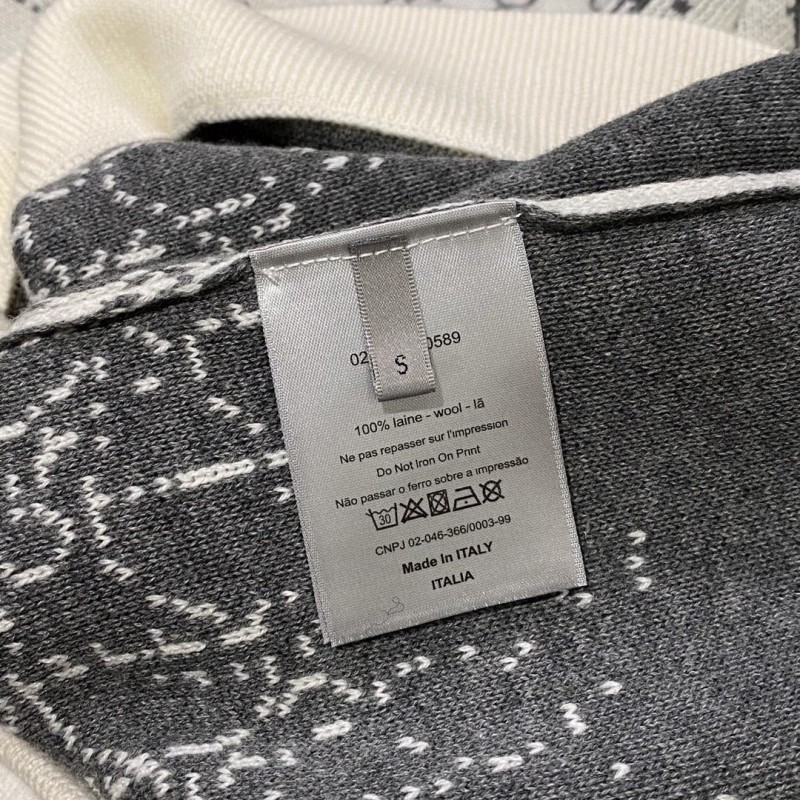 02 0589
S
100% laine - wool - lã
Ne pas repasser sur l'impression
Do Not Iron On Print
Não passar o ferro sobre a impressão
30
CNPJ 02-046-366/0003-99
Made In ITALY
ITALIA